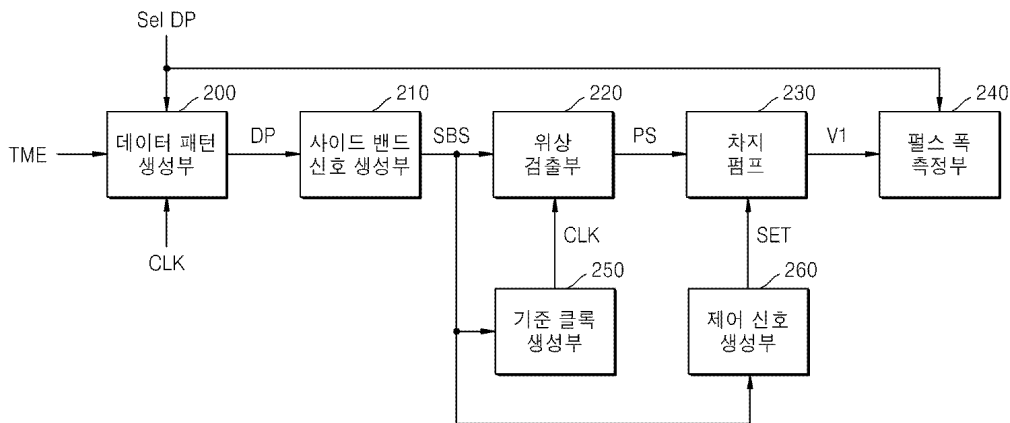 Sel DP
200
210
220
230
240
TME
데이터 패턴
생성부
DP
사이드 밴드
신호 생성부
SBS
위상
검출부
PS
차지
펌프
V1
펄스 폭
측정부
CLK
CLK
SET
250
260
기준 클록
생성부
제어 신호
생성부